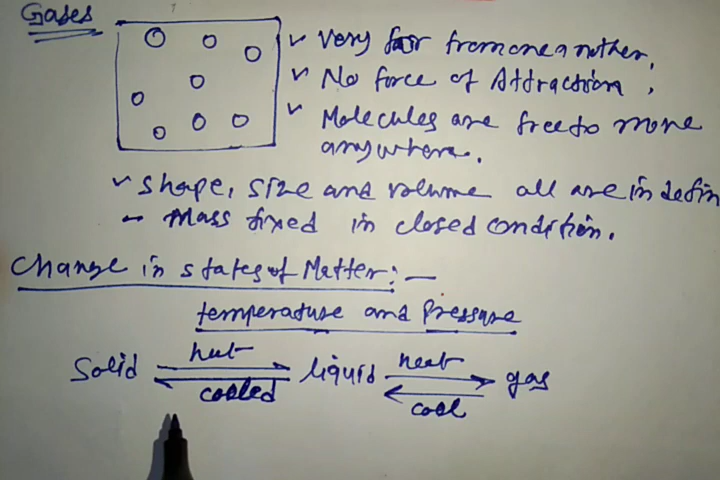 Gases
✓ Very far from one another.
✓ No force of Attraction.
✓ Molecules are free to move
anywhere.
✓ Shape, size and volume all are indefin
– Mass fixed in closed condition.
Change in states of Matter:—
temperature and Pressure
Solid heat cooled liquid heat cool gas